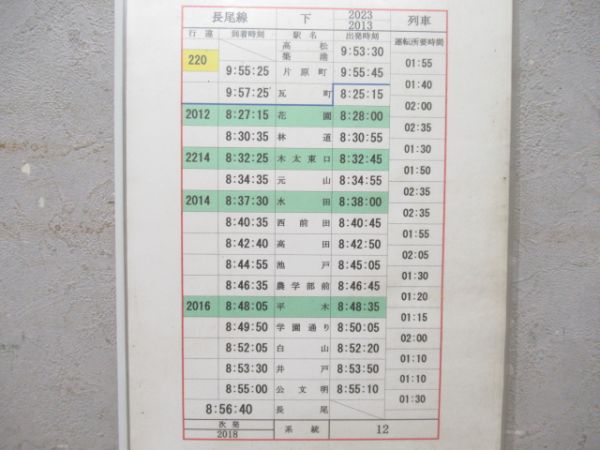 長尾線 下 2023 2013 列車
行違 到着時刻 駅名 出発時刻 運転所要時間
高松築港 9:53:30
220
01:55
9:55:25 片原町 9:55:45
01:40
9:57:25 瓦町 8:25:15
02:00
2012 8:27:15 花園 8:28:00
02:35
8:30:35 林道 8:30:55
01:30
2214 8:32:25 木太東口 8:32:45
01:50
8:34:35 元山 8:34:55
02:35
2014 8:37:30 水田 8:38:00
02:35
8:40:35 西前田 8:40:45
01:55
8:42:40 高田 8:42:50
02:05
8:44:55 池戸 8:45:05
01:30
8:46:35 農学部前 8:46:45
01:20
2016 8:48:05 平木 8:48:35
01:15
8:49:50 学園通り 8:50:05
02:00
8:52:05 白山 8:52:20
01:10
8:53:30 井戸 8:53:50
01:10
8:55:00 公文明 8:55:10
01:30
8:56:40 長尾
次発 2018 系統 12